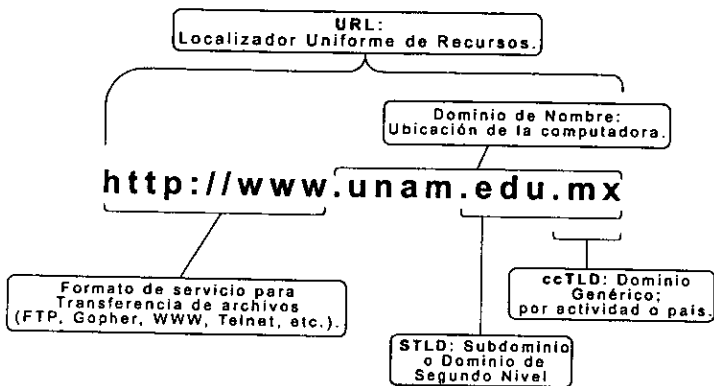 URL:
Localizador Uniforme de Recursos.
Dominio de Nombre:
Ubicación de la computadora.
http://www.unam.edu.mx
Formato de servicio para
Transferencia de archivos
(FTP, Gopher, WWW, Telnet, etc.).
ccTLD: Dominio
Genérico;
por actividad o país.
STLD: Subdominio
o Dominio de
Segundo Nivel